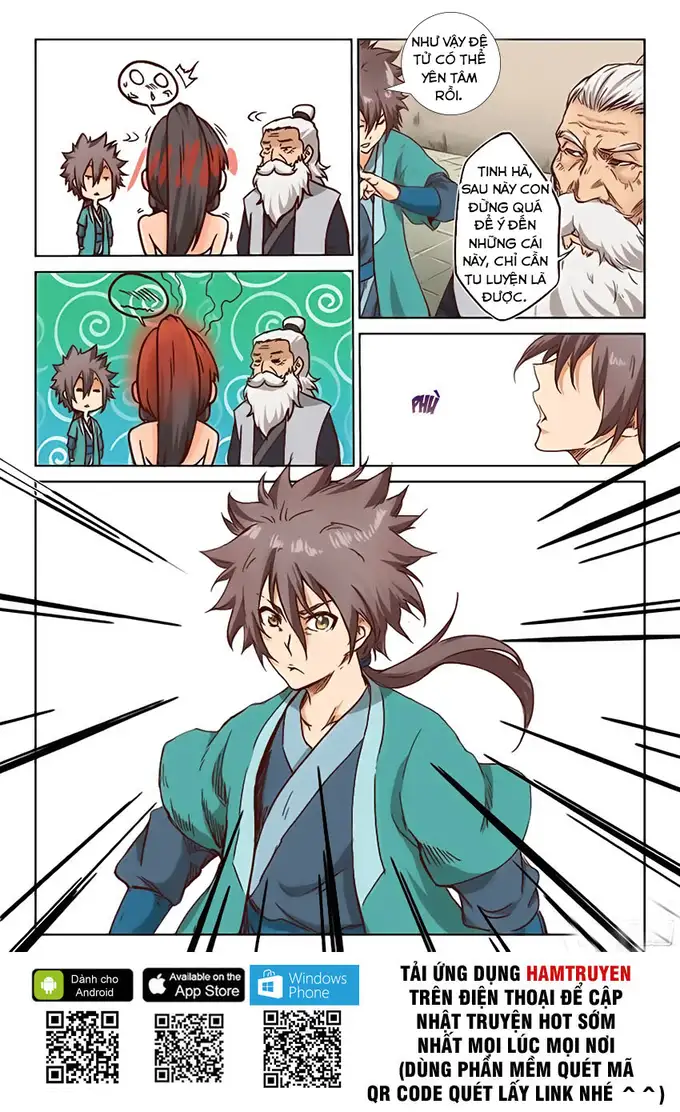 NHƯ VẬY ĐỆ
TỬ CÓ THỂ
YÊN TÂM
RỒI.
TINH HÀ,
SAU NÀY CON
ĐỪNG QUÁ
ĐỂ Ý ĐẾN
NHỮNG CÁI
NÀY, CHỈ CẦN
TU LUYỆN LÀ
ĐƯỢC.
PHÙ
Dành cho
Android
Available on the
App Store
Windows
Phone
TẢI ỨNG DỤNG HAMTRUYEN
TRÊN ĐIỆN THOẠI ĐỂ CẬP
NHẬT TRUYỆN HOT SỚM
NHẤT MỌI LÚC MỌI NƠI
(DÙNG PHẦN MỀM QUÉT MÃ
QR CODE QUÉT LẤY LINK NHÉ ^ ^)